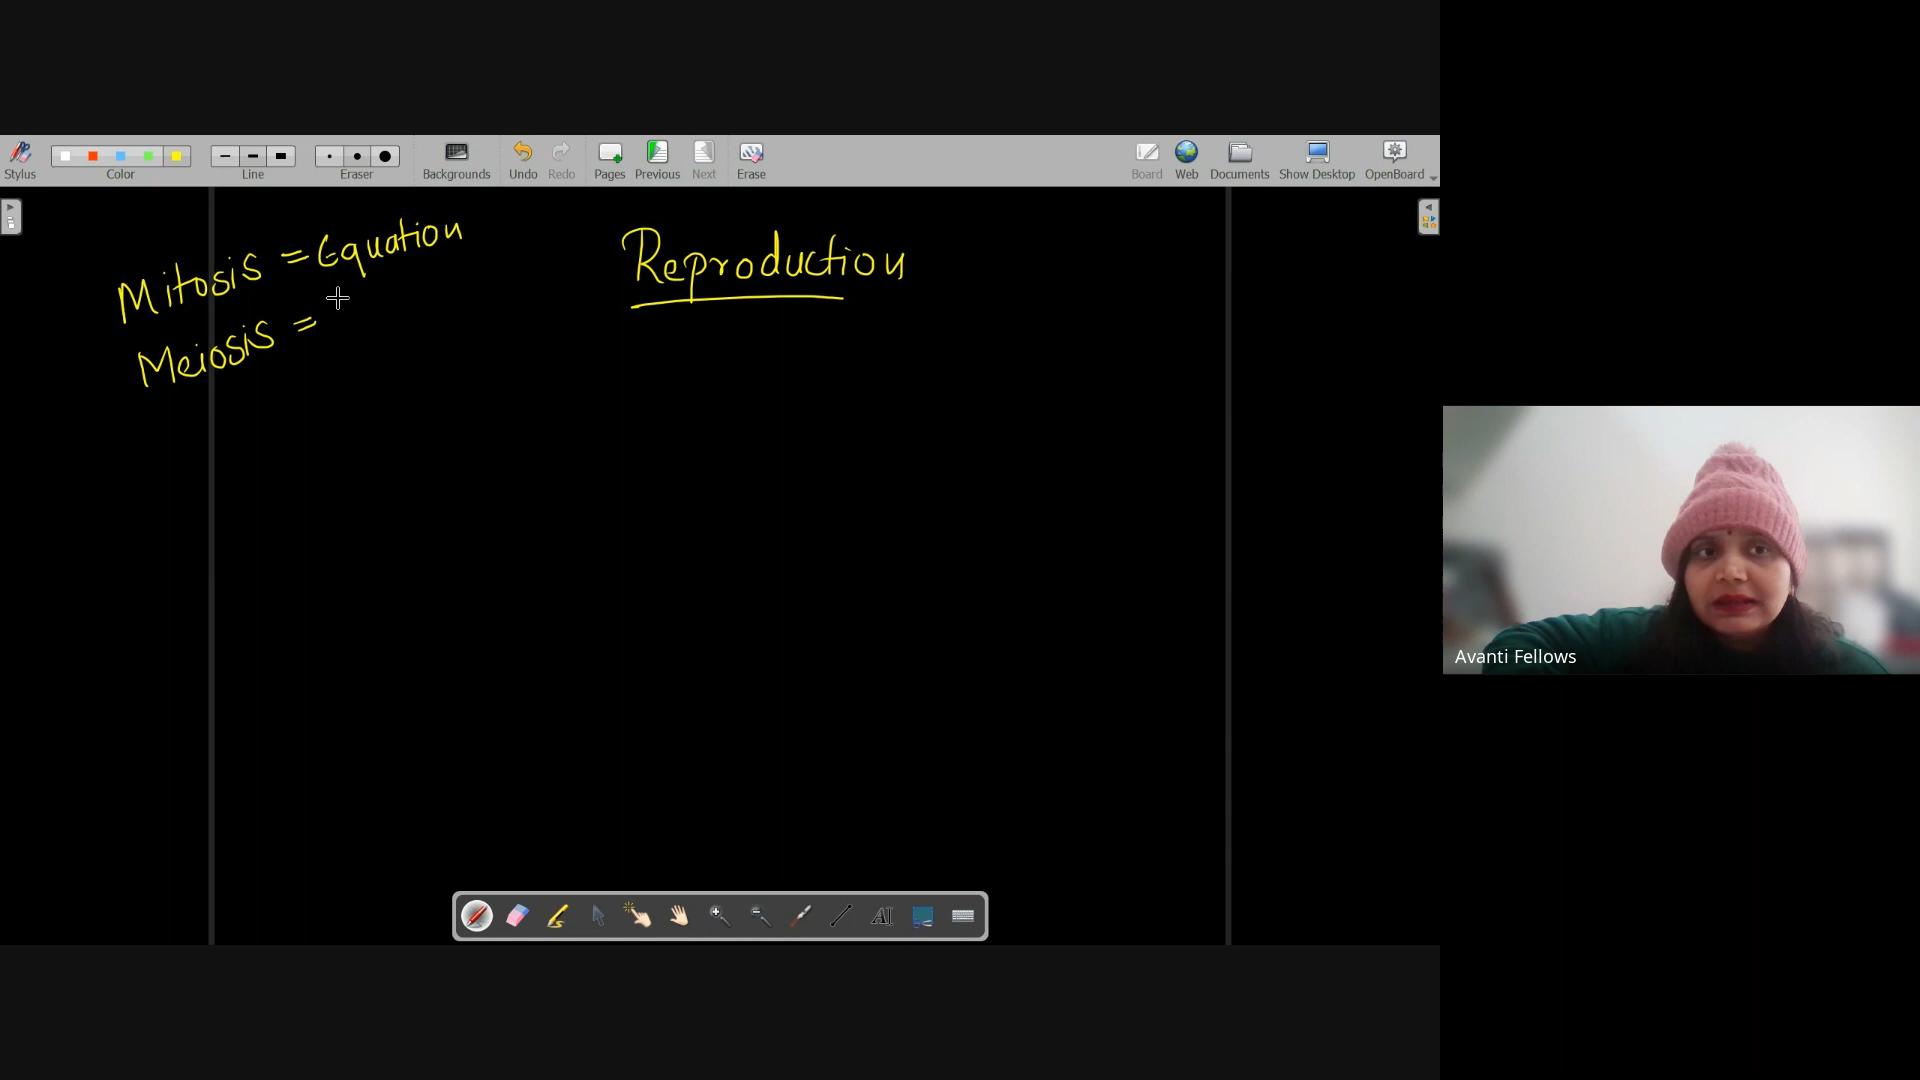 Stylus Color Line Eraser Backgrounds Undo Redo Pages Previous Next Erase Board Web Documents Show Desktop OpenBoard
Mitosis = Equation
Meiosis =
Reproduction
Avanti Fellows